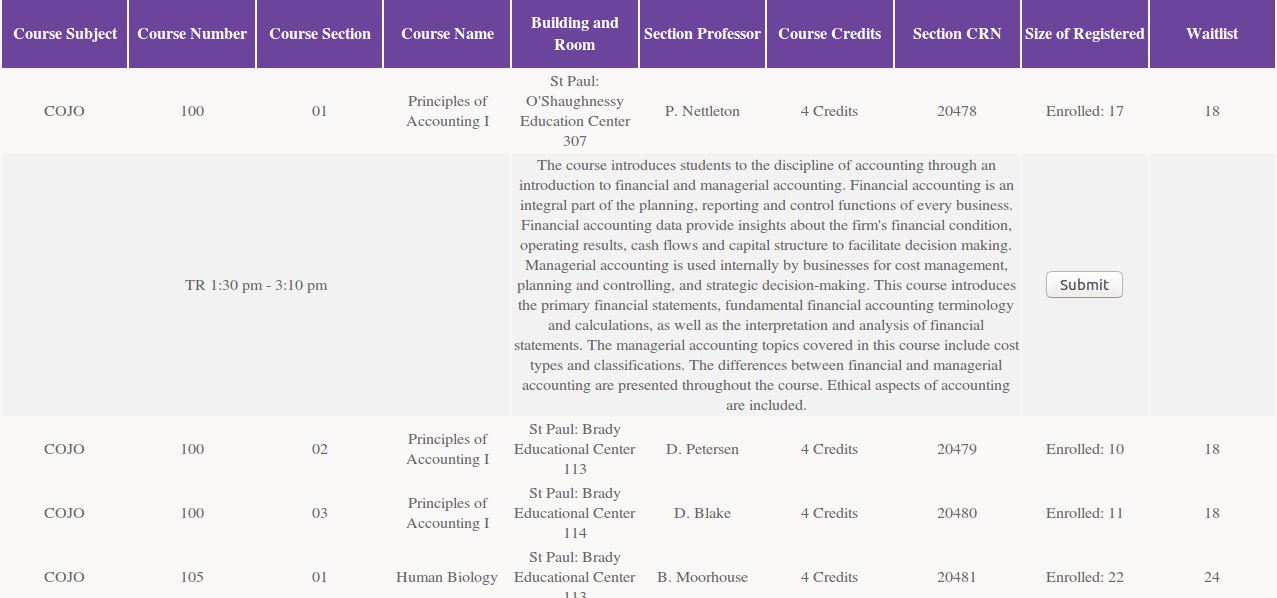 Course Subject Course Number Course Section Course Name Building and Room Section Professor Course Credits Section CRN Size of Registered Waitlist
COJO 100 01 Principles of Accounting I St Paul: O'Shaughnessy Education Center 307 P. Nettleton 4 Credits 20478 Enrolled: 17 18
TR 1:30 pm - 3:10 pm
The course introduces students to the discipline of accounting through an
introduction to financial and managerial accounting. Financial accounting is an
integral part of the planning, reporting and control functions of every business.
Financial accounting data provide insights about the firm's financial condition,
operating results, cash flows and capital structure to facilitate decision making.
Managerial accounting is used internally by businesses for cost management,
planning and controlling, and strategic decision-making. This course introduces
the primary financial statements, fundamental financial accounting terminology
and calculations, as well as the interpretation and analysis of financial
statements. The managerial accounting topics covered in this course include cost
types and classifications. The differences between financial and managerial
accounting are presented throughout the course. Ethical aspects of accounting
are included.
Submit
COJO 100 02 Principles of Accounting I St Paul: Brady Educational Center 113 D. Petersen 4 Credits 20479 Enrolled: 10 18
COJO 100 03 Principles of Accounting I St Paul: Brady Educational Center 114 D. Blake 4 Credits 20480 Enrolled: 11 18
COJO 105 01 Human Biology St Paul: Brady Educational Center 113 B. Moorhouse 4 Credits 20481 Enrolled: 22 24